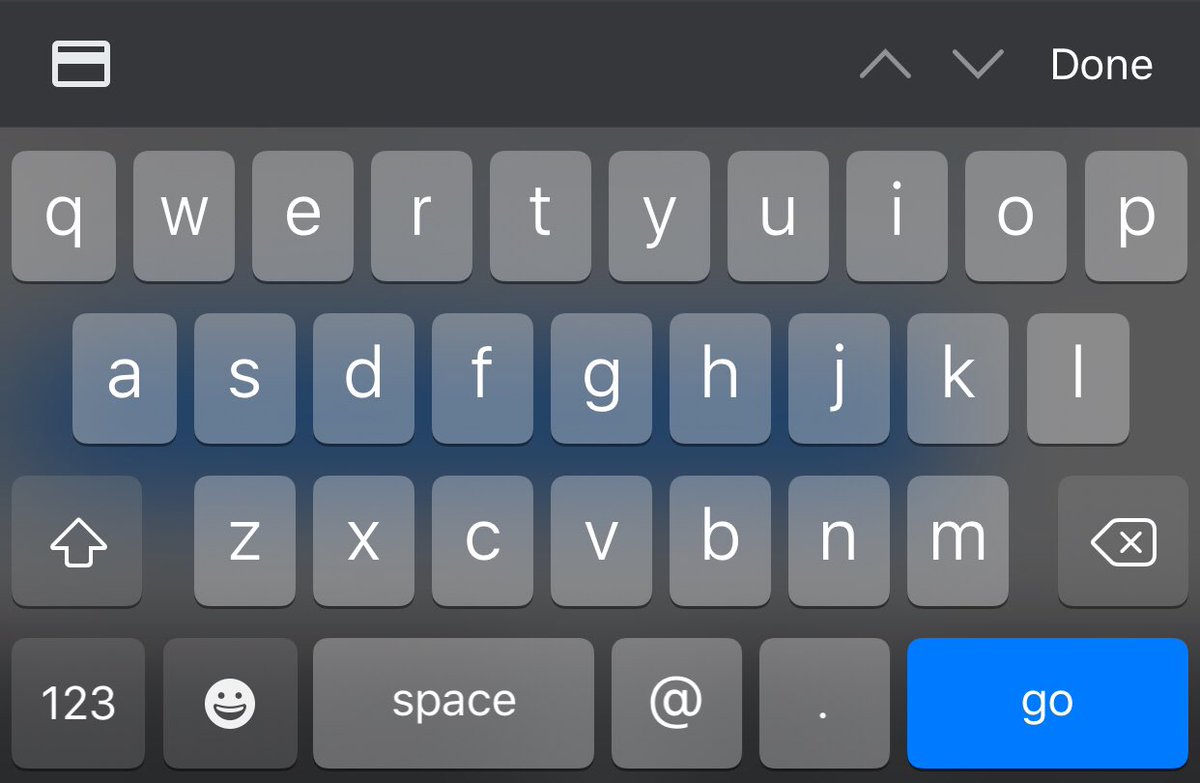 Done
q w e r t y u i o p
a s d f g h j k l
z x c v b n m
123 space @ . go